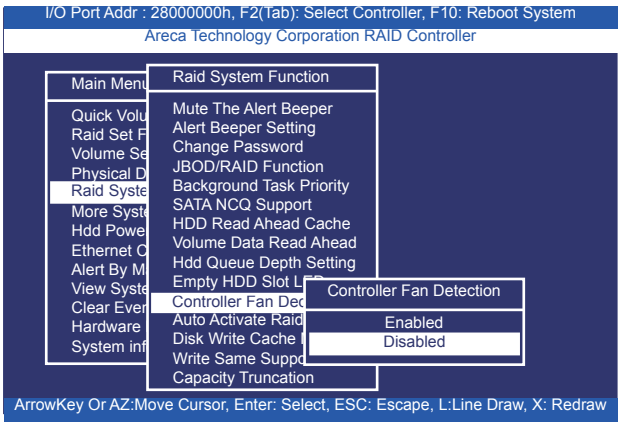 I/O Port Addr : 28000000h, F2(Tab): Select Controller, F10: Reboot System
Areca Technology Corporation RAID Controller
Main Menu
Quick Volu
Raid Set F
Volume Se
Physical D
Raid Syste
More Syste
Hdd Powe
Ethernet C
Alert By M
View Syste
Clear Ever
Hardware
System inf
Raid System Function
Mute The Alert Beeper
Alert Beeper Setting
Change Password
JBOD/RAID Function
Background Task Priority
SATA NCQ Support
HDD Read Ahead Cache
Volume Data Read Ahead
Hdd Queue Depth Setting
Empty HDD Slot LED
Controller Fan Dec
Auto Activate Raid
Disk Write Cache
Write Same Suppo
Capacity Truncation
Controller Fan Detection
Enabled
Disabled
ArrowKey Or AZ:Move Cursor, Enter: Select, ESC: Escape, L:Line Draw, X: Redraw